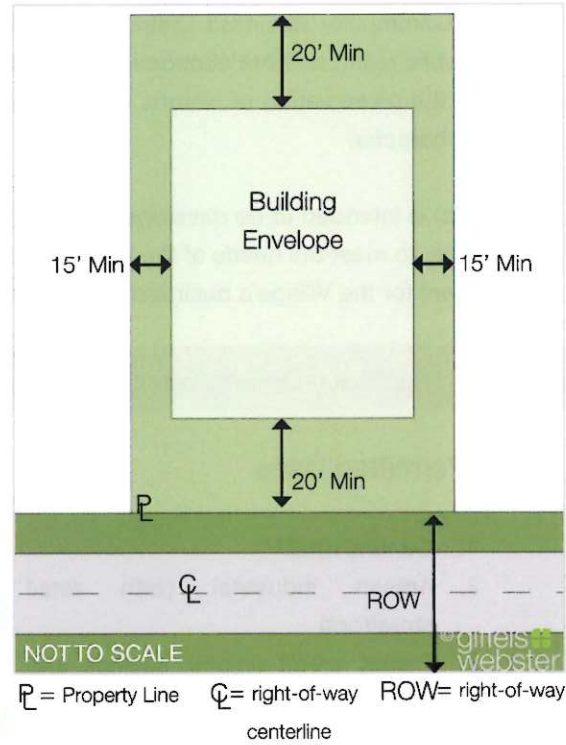 20' Min
Building
Envelope
15' Min
15' Min
20' Min
PL
CL
ROW
NOT TO SCALE
© giffels
webster
PL = Property Line CL= right-of-way ROW= right-of-way
centerline